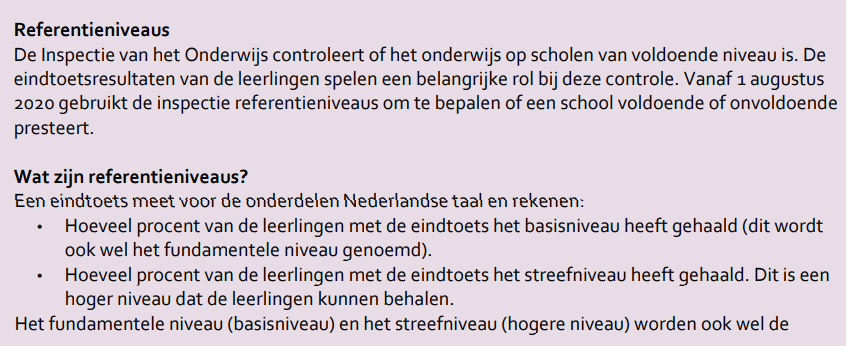 Referentieniveaus
De Inspectie van het Onderwijs controleert of het onderwijs op scholen van voldoende niveau is. De
eindtoetsresultaten van de leerlingen spelen een belangrijke rol bij deze controle. Vanaf 1 augustus
2020 gebruikt de inspectie referentieniveaus om te bepalen of een school voldoende of onvoldoende
presteert.
Wat zijn referentieniveaus?
Een eindtoets meet voor de onderdelen Nederlandse taal en rekenen:
• Hoeveel procent van de leerlingen met de eindtoets het basisniveau heeft gehaald (dit wordt
ook wel het fundamentele niveau genoemd).
• Hoeveel procent van de leerlingen met de eindtoets het streefniveau heeft gehaald. Dit is een
hoger niveau dat de leerlingen kunnen behalen.
Het fundamentele niveau (basisniveau) en het streefniveau (hogere niveau) worden ook wel de